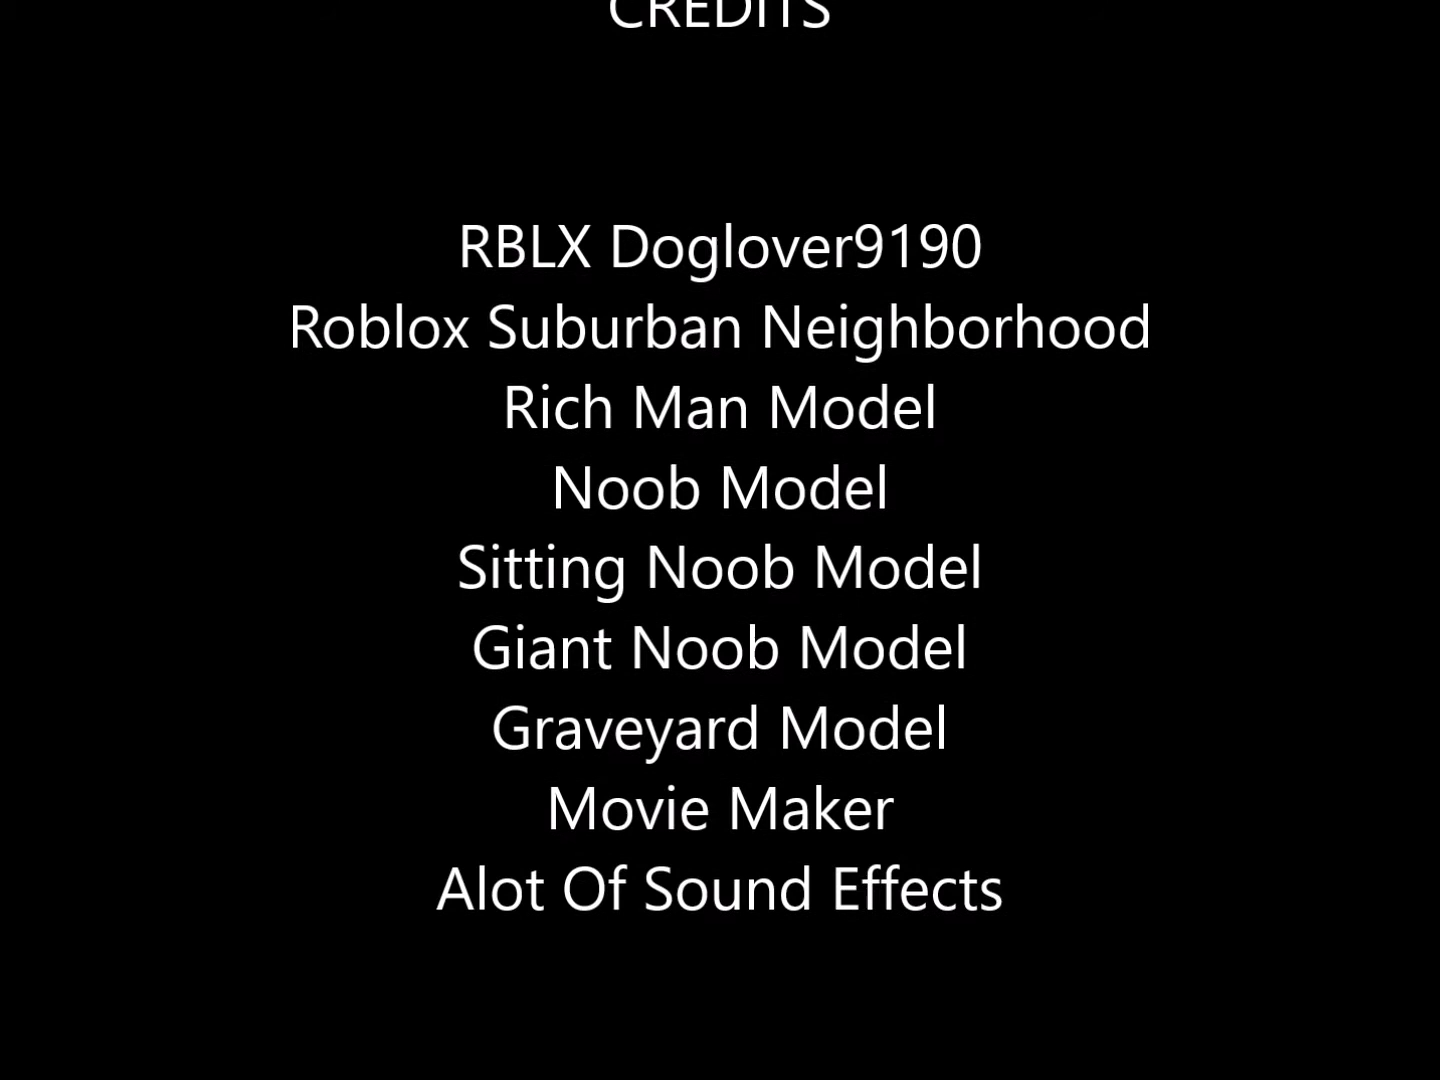 CREDITS
RBLX Doglover9190
Roblox Suburban Neighborhood
Rich Man Model
Noob Model
Sitting Noob Model
Giant Noob Model
Graveyard Model
Movie Maker
Alot Of Sound Effects